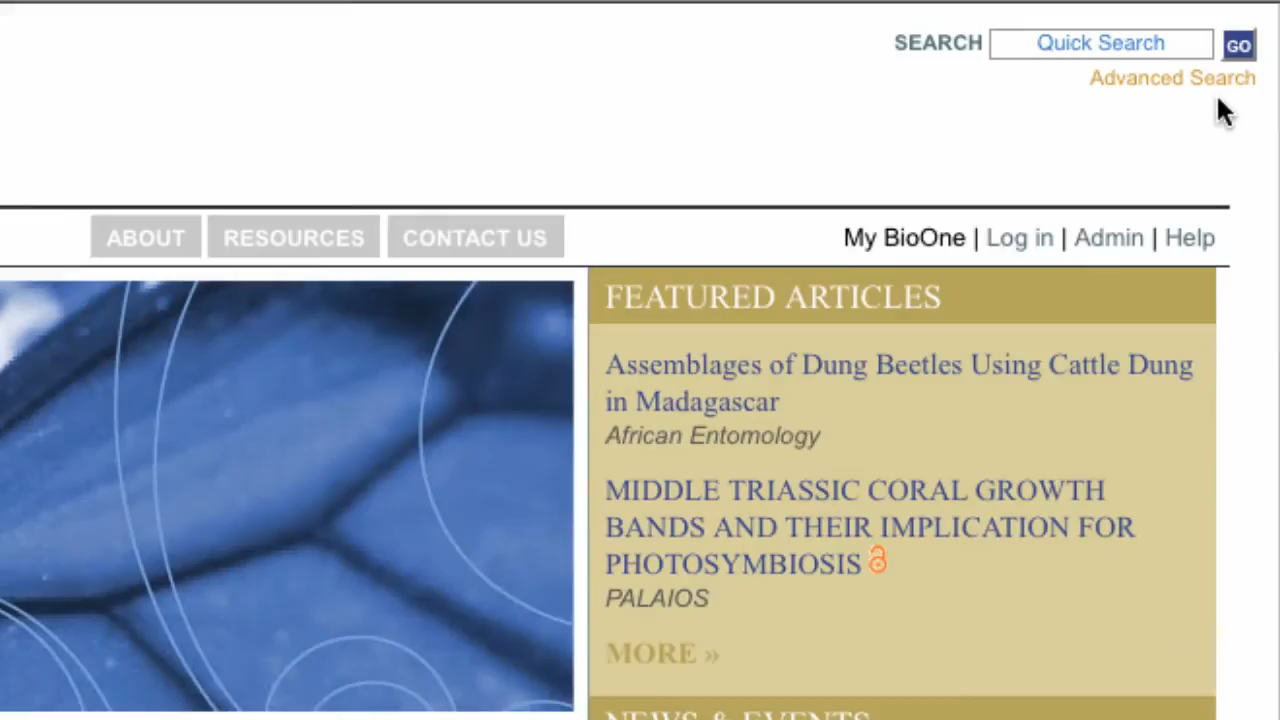 SEARCH Quick Search GO
Advanced Search
ABOUT RESOURCES CONTACT US My BioOne | Log in | Admin | Help
FEATURED ARTICLES
Assemblages of Dung Beetles Using Cattle Dung
in Madagascar
African Entomology
MIDDLE TRIASSIC CORAL GROWTH
BANDS AND THEIR IMPLICATION FOR
PHOTOSYMBIOSIS
PALAIOS
MORE »
NEWS & EVENTS